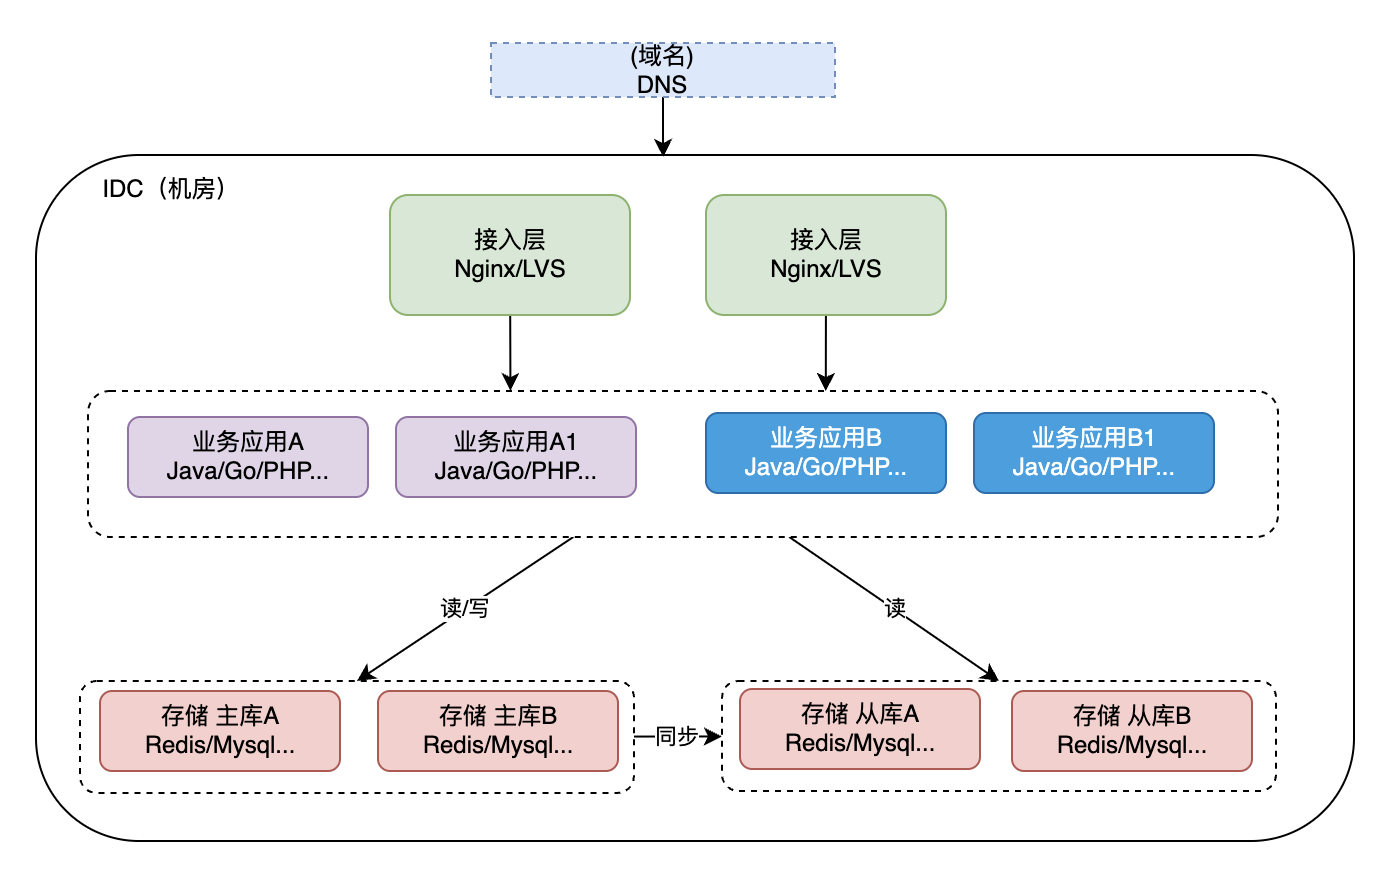 (域名)
DNS
IDC（机房）
接入层
Nginx/LVS
接入层
Nginx/LVS
业务应用A
Java/Go/PHP...
业务应用A1
Java/Go/PHP...
业务应用B
Java/Go/PHP...
业务应用B1
Java/Go/PHP...
读/写
读
存储 主库A
Redis/Mysql...
存储 主库B
Redis/Mysql...
同步
存储 从库A
Redis/Mysql...
存储 从库B
Redis/Mysql...